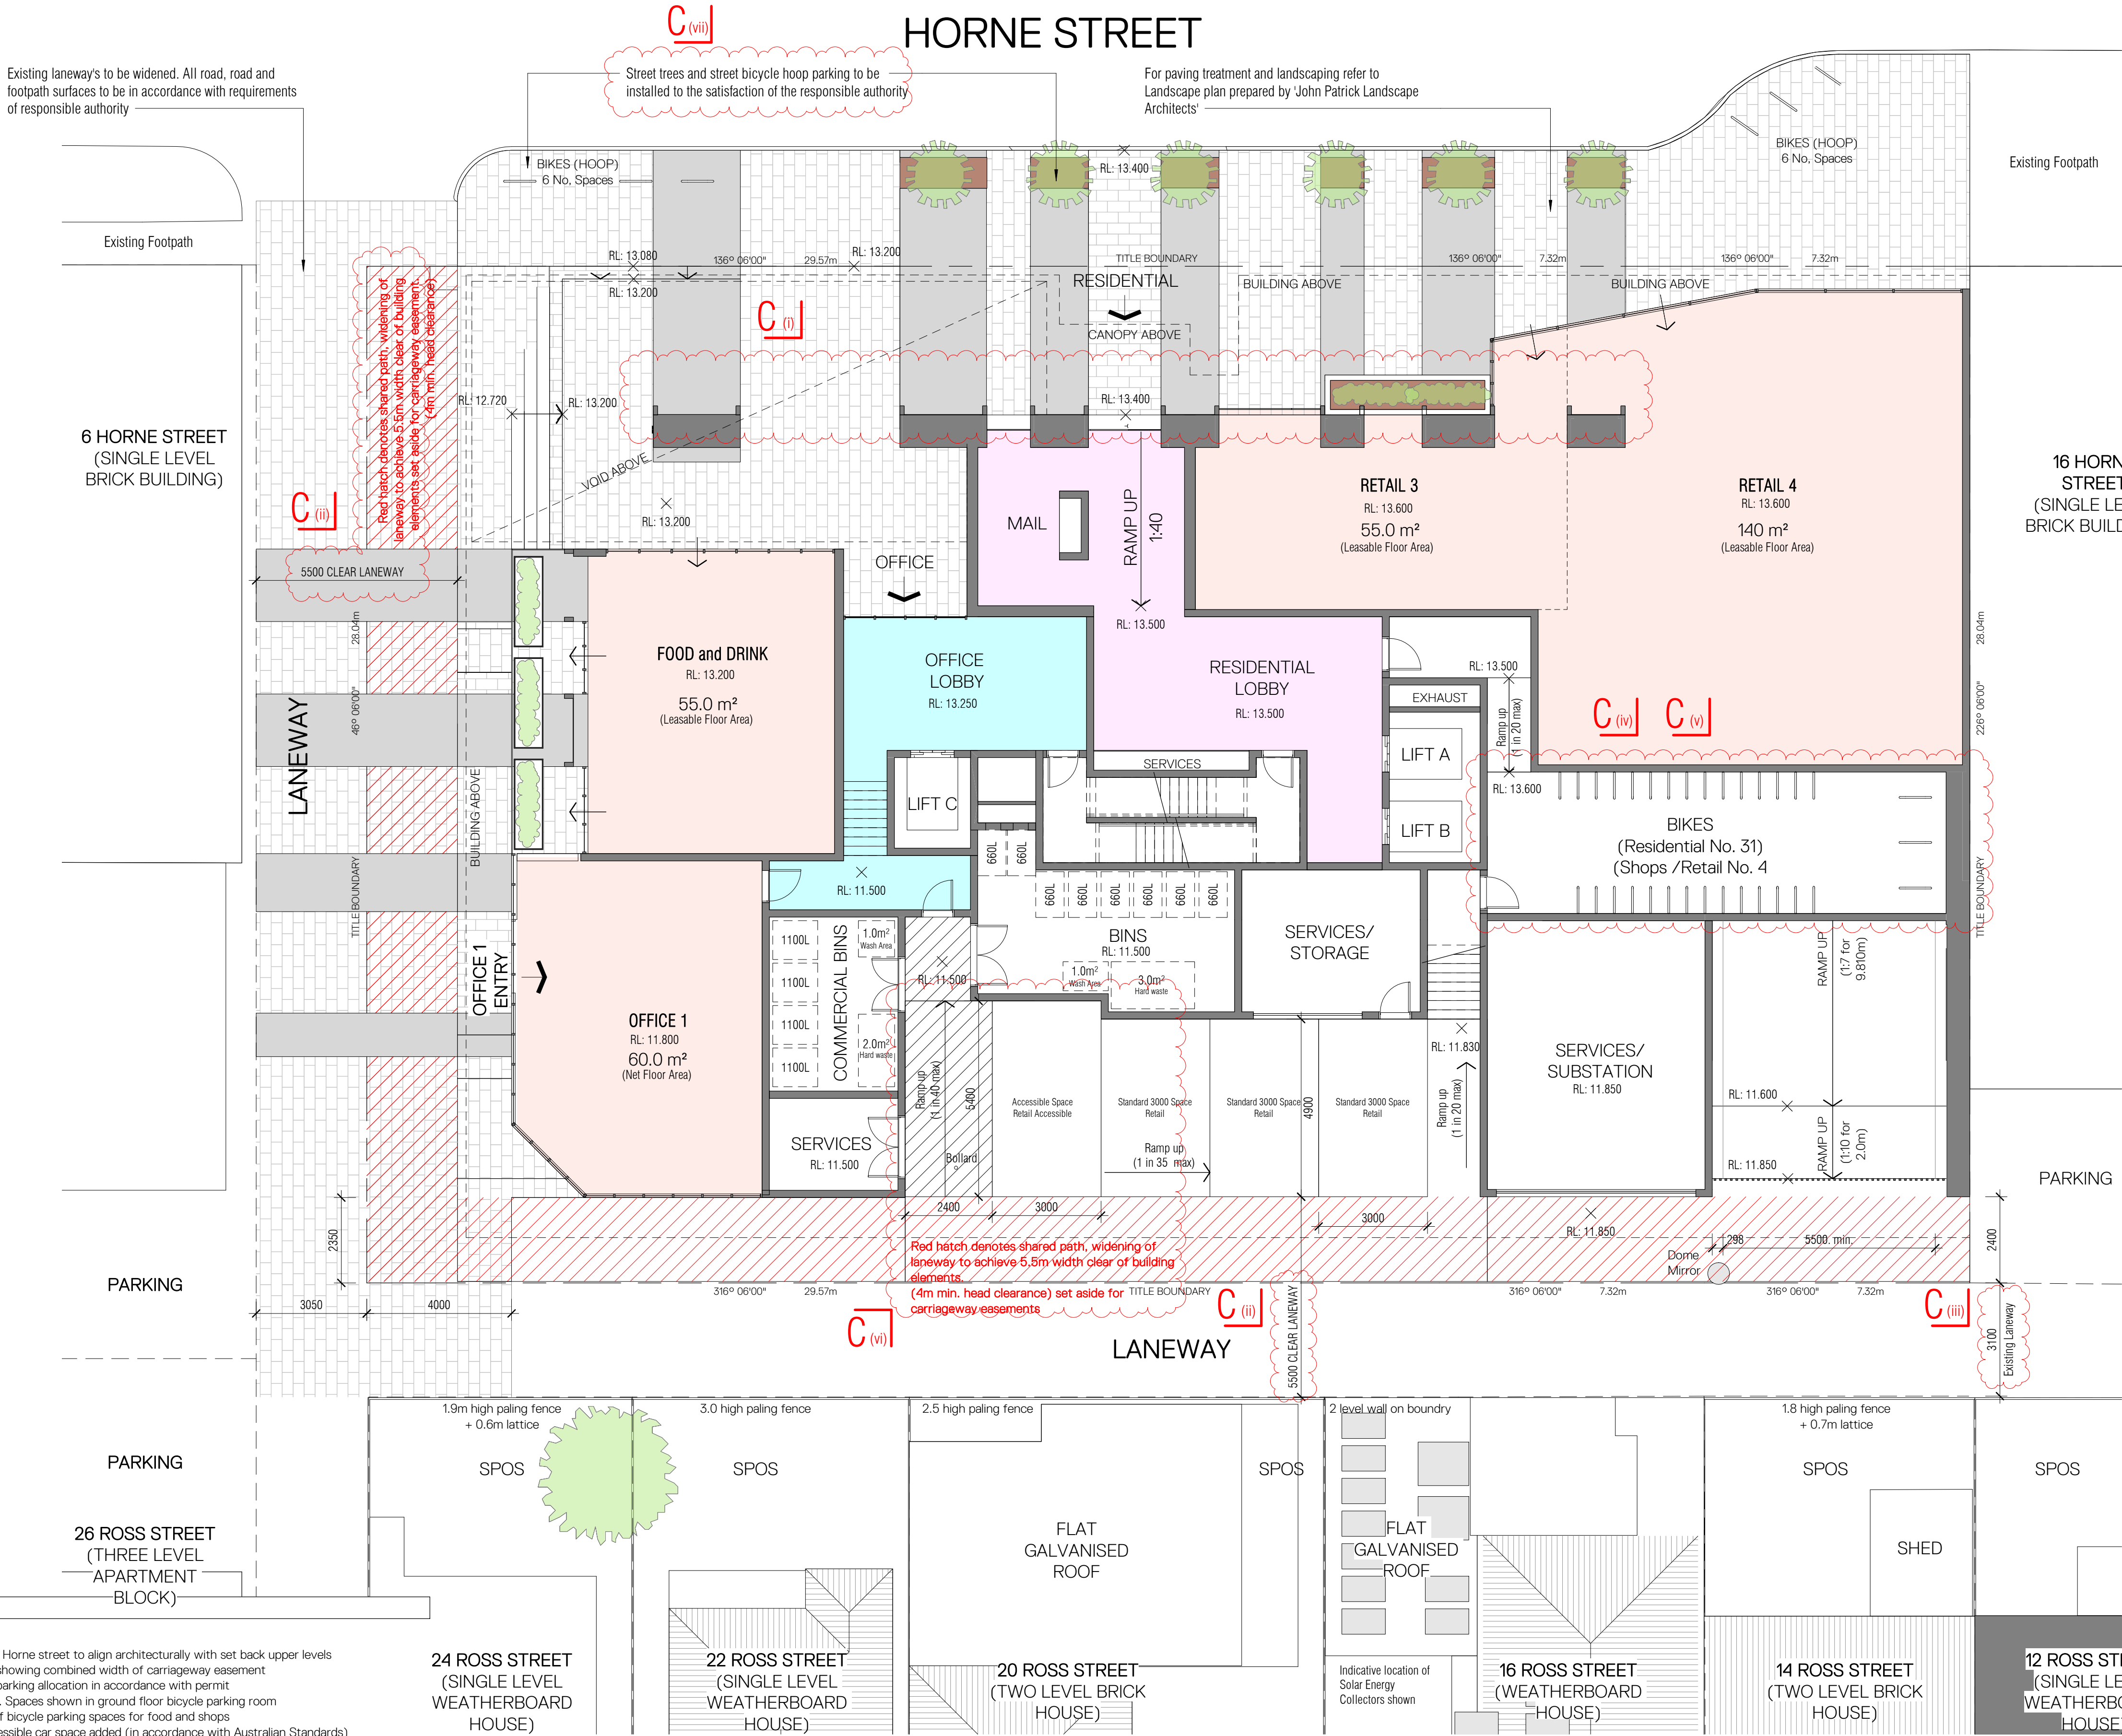 HORNE STREET
C (vii)
Existing laneway's to be widened. All road, road and
footpath surfaces to be in accordance with requirements
of responsible authority
Street trees and street bicycle hoop parking to be
installed to the satisfaction of the responsible authority
For paving treatment and landscaping refer to
Landscape plan prepared by 'John Patrick Landscape
Architects'
BIKES (HOOP)
6 No, Spaces
RL: 13.400
BIKES (HOOP)
6 No, Spaces
Existing Footpath
Existing Footpath
RL: 13.080
RL: 13.200
136º 06'00"
29.57m
RL: 13.200
TITLE BOUNDARY
136º 06'00"
7.32m
136º 06'00"
7.32m
RESIDENTIAL
BUILDING ABOVE
BUILDING ABOVE
CANOPY ABOVE
C (i)
Red hatch denotes shared path, widening of
laneway to achieve 5.5m width clear of building
elements set aside for carriageway easement.
(4m min. head clearance)
RL: 12.720
RL: 13.200
RL: 13.400
6 HORNE STREET
(SINGLE LEVEL
BRICK BUILDING)
VOID ABOVE
C (ii)
RL: 13.200
MAIL
RAMP UP
1:40
RETAIL 3
RL: 13.600
55.0 m²
(Leasable Floor Area)
RETAIL 4
RL: 13.600
140 m²
(Leasable Floor Area)
16 HORN
STREET
(SINGLE LE
BRICK BUILD
5500 CLEAR LANEWAY
OFFICE
28.04m
46º 06'00"
LANEWAY
TITLE BOUNDARY
BUILDING ABOVE
FOOD and DRINK
RL: 13.200
55.0 m²
(Leasable Floor Area)
OFFICE
LOBBY
RL: 13.250
RL: 13.500
RESIDENTIAL
LOBBY
RL: 13.500
RL: 13.500
EXHAUST
Ramp up
(1 in 20 max)
RL: 13.600
C (iv)
C (v)
28.04m
226º 06'00"
TITLE BOUNDARY
LIFT A
LIFT B
LIFT C
SERVICES
660L
660L
660L
660L
660L
660L
660L
660L
BIKES
(Residential No. 31)
(Shops /Retail No. 4
RL: 11.500
OFFICE 1
ENTRY
OFFICE 1
RL: 11.800
60.0 m²
(Net Floor Area)
1100L
1100L
1100L
1100L
COMMERCIAL BINS
1.0m²
Wash Area
2.0m²
Hard waste
RL: 11.500
BINS
RL: 11.500
1.0m²
Wash Area
3.0m²
Hard waste
SERVICES/
STORAGE
RAMP UP
(1:7 for
9.810m)
RL: 11.830
SERVICES/
SUBSTATION
RL: 11.850
RL: 11.600
RAMP UP
(1:10 for
2.0m)
RL: 11.850
Ramp up
(1 in 40 max)
5400
Accessible Space
Retail Accessible
Standard 3000 Space
Retail
Standard 3000 Space
Retail
4900
Standard 3000 Space
Retail
Ramp up
(1 in 20 max)
SERVICES
RL: 11.500
Bollard
Ramp up
(1 in 35 max)
PARKING
2400
3000
3000
RL: 11.850
2350
2400
298
5500. min.
Dome
Mirror
Red hatch denotes shared path, widening of
laneway to achieve 5.5m width clear of building
elements.
(4m min. head clearance) set aside for
carriageway easements
PARKING
3050
4000
316º 06'00"
29.57m
TITLE BOUNDARY
316º 06'00"
7.32m
316º 06'00"
7.32m
C (vi)
C (ii)
C (iii)
5500 CLEAR LANEWAY
3100
Existing Laneway
LANEWAY
1.9m high paling fence
+ 0.6m lattice
3.0 high paling fence
2.5 high paling fence
2 level wall on boundry
1.8 high paling fence
+ 0.7m lattice
PARKING
SPOS
SPOS
SPOS
SPOS
SPOS
26 ROSS STREET
(THREE LEVEL
APARTMENT
BLOCK)
FLAT
GALVANISED
ROOF
FLAT
GALVANISED
ROOF
SHED
Horne street to align architecturally with set back upper levels
showing combined width of carriageway easement
parking allocation in accordance with permit
. Spaces shown in ground floor bicycle parking room
f bicycle parking spaces for food and shops
essible car space added (in accordance with Australian Standards)
24 ROSS STREET
(SINGLE LEVEL
WEATHERBOARD
HOUSE)
22 ROSS STREET
(SINGLE LEVEL
WEATHERBOARD
HOUSE)
20 ROSS STREET
(TWO LEVEL BRICK
HOUSE)
Indicative location of
Solar Energy
Collectors shown
16 ROSS STREET
(WEATHERBOARD
HOUSE)
14 ROSS STREET
(TWO LEVEL BRICK
HOUSE)
12 ROSS STR
(SINGLE LE
WEATHERBO
HOUSE